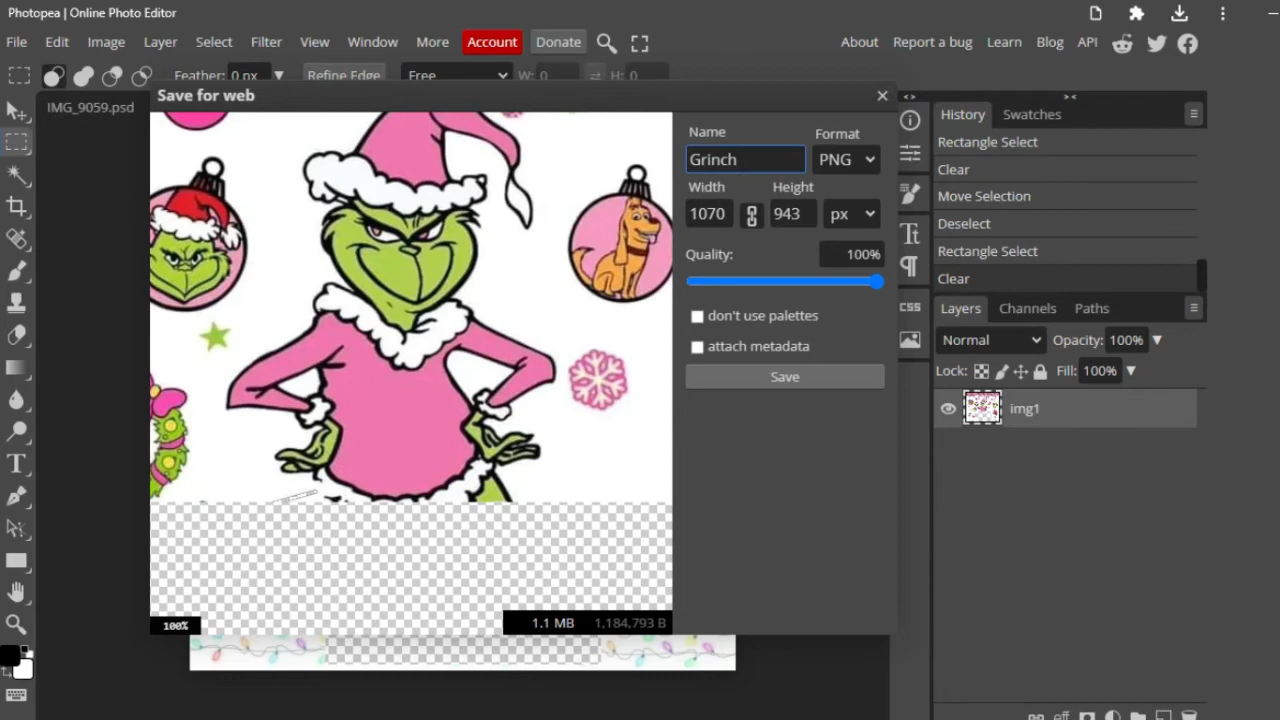 Photopea | Online Photo Editor
File Edit Image Layer Select Filter View Window More Account Donate About Report a bug Learn Blog API
Feather: 0 px Refine Edge Free W: 0 H: 0
IMG_9059.psd
Save for web
Name Format
Grinch PNG
Width Height
1070 943 px
Quality: 100%
don't use palettes
attach metadata
Save
100%
1.1 MB 1,184,793 B
Tt
CSS
History Swatches
Rectangle Select
Clear
Move Selection
Deselect
Rectangle Select
Clear
Layers Channels Paths
Normal Opacity: 100%
Lock: Fill: 100%
img1
eff